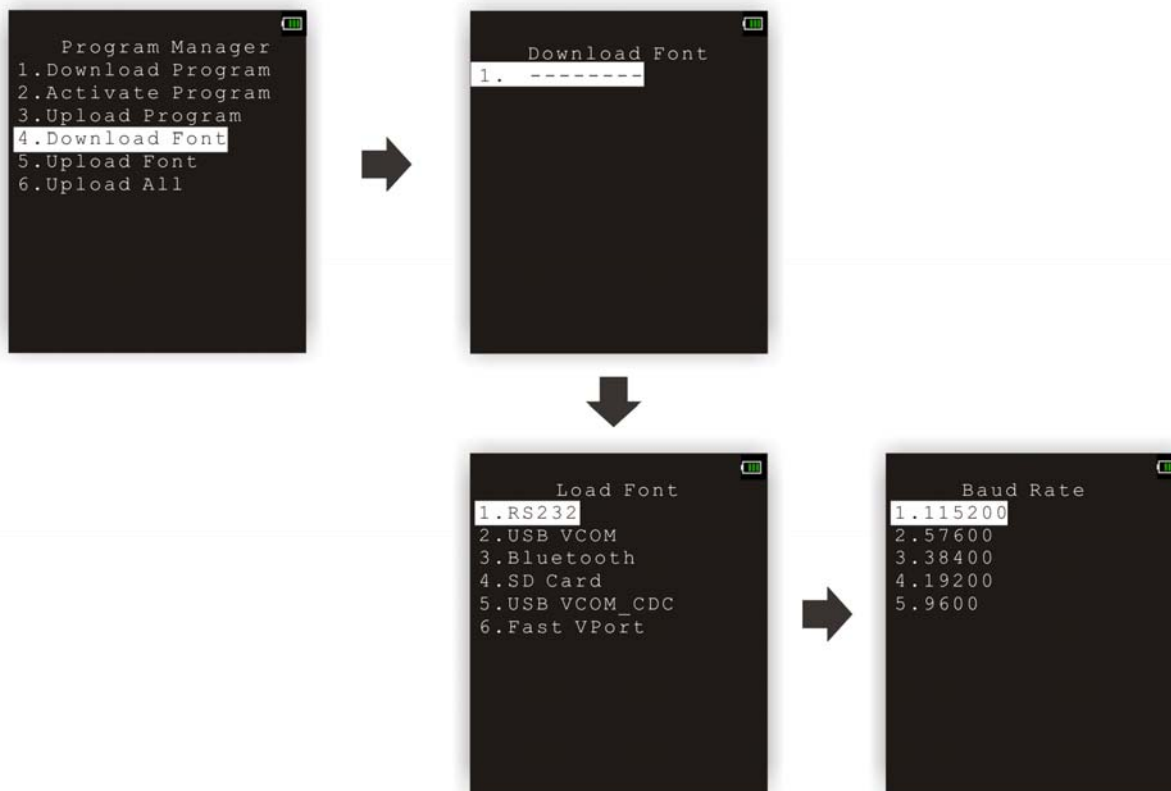 Program Manager
1.Download Program
2.Activate Program
3.Upload Program
4.Download Font
5.Upload Font
6.Upload All
Download Font
1. --------
Load Font
1.RS232
2.USB VCOM
3.Bluetooth
4.SD Card
5.USB VCOM_CDC
6.Fast VPort
Baud Rate
1.115200
2.57600
3.38400
4.19200
5.9600